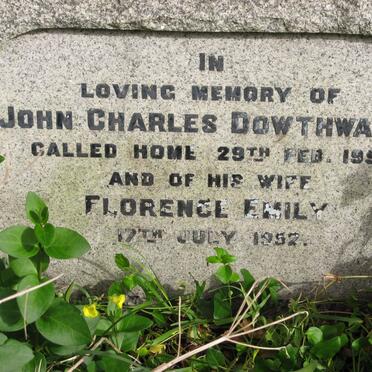 IN
LOVING MEMORY OF
JOHN CHARLES DOWTHWA
CALLED HOME 29TH FEB. 19
AND OF HIS WIFE
FLORENCE EMILY
17TH JULY 1952.